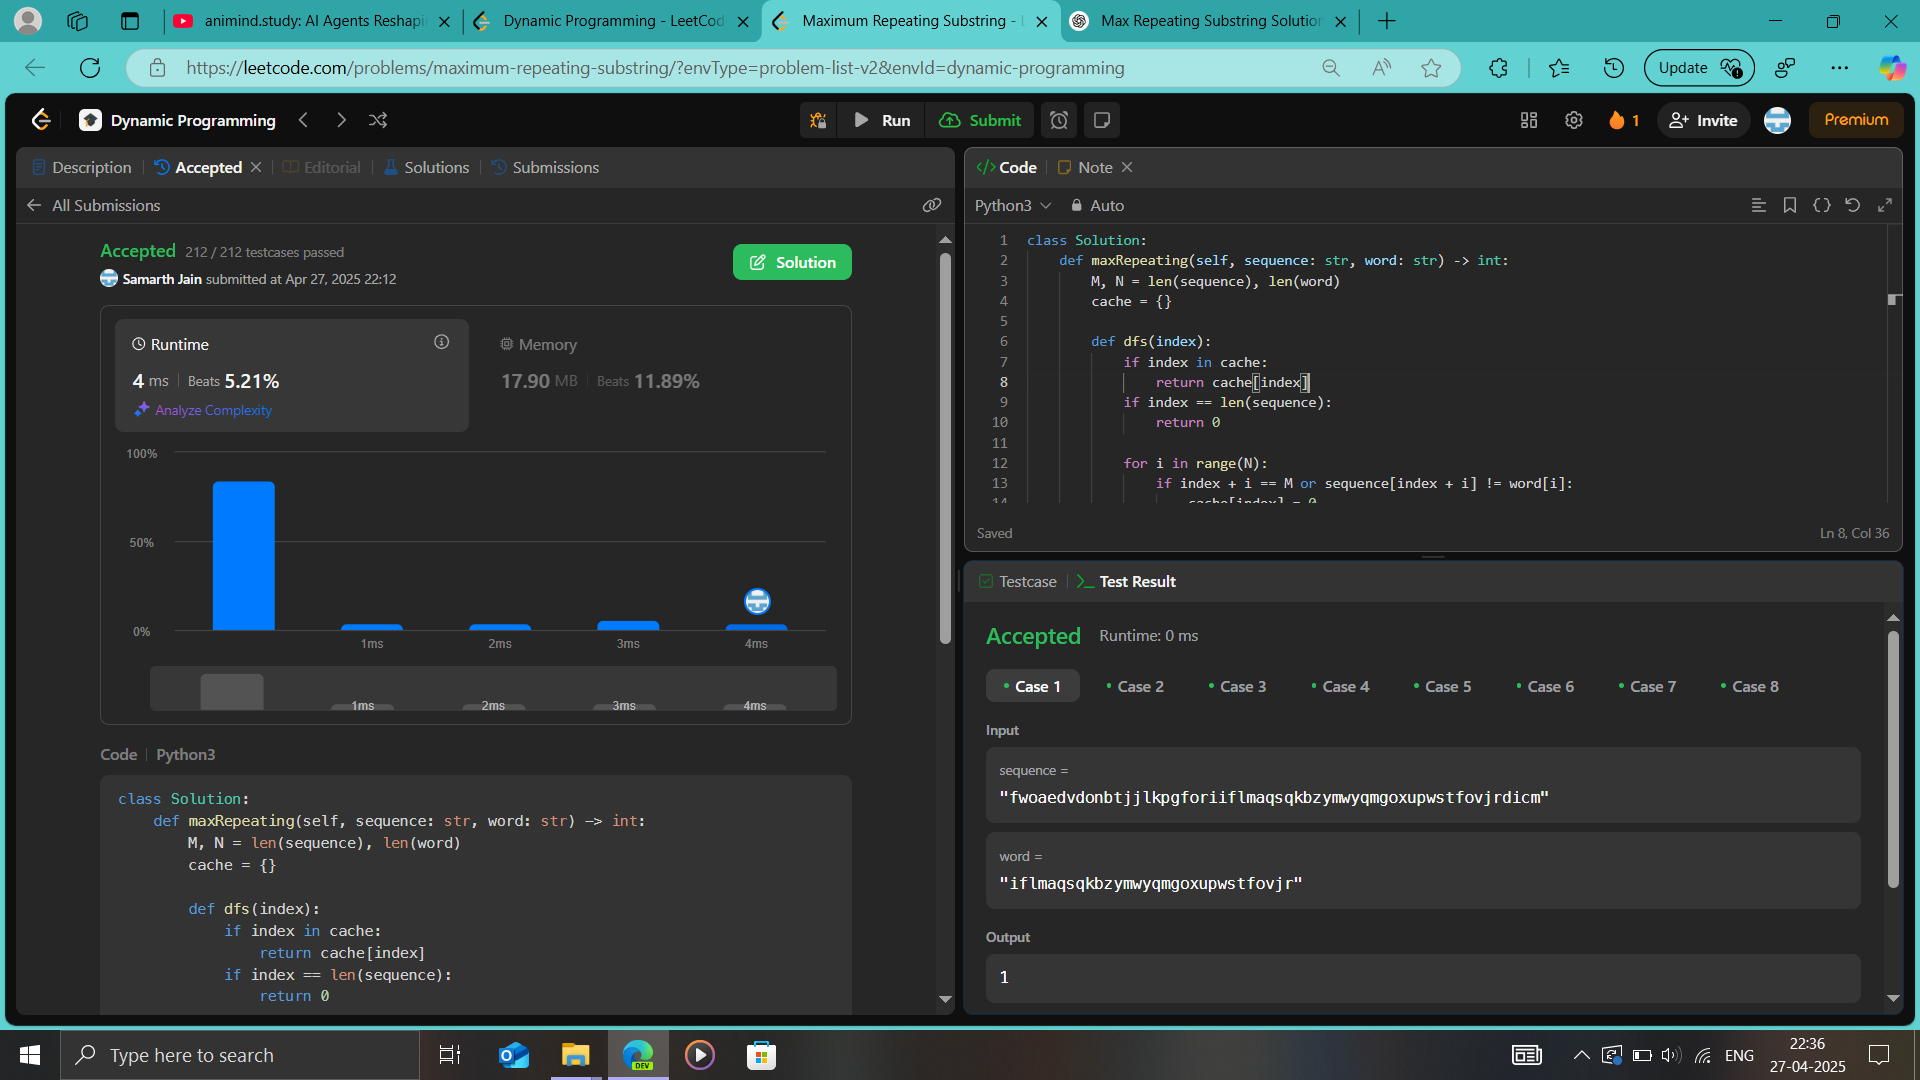 animind.study: AI Agents Reshapi
Dynamic Programming - LeetCod
Maximum Repeating Substring - L
Max Repeating Substring Solution
https://leetcode.com/problems/maximum-repeating-substring/?envType=problem-list-v2&envId=dynamic-programming
Update
Dynamic Programming
Run
Submit
1
Invite
Premium
Description
Accepted
Editorial
Solutions
Submissions
All Submissions
Accepted 212 / 212 testcases passed
Samarth Jain submitted at Apr 27, 2025 22:12
Solution
Runtime
4 ms Beats 5.21%
Analyze Complexity
Memory
17.90 MB Beats 11.89%
100%
50%
0%
1ms 2ms 3ms 4ms
1ms 2ms 3ms 4ms
Code Python3
class Solution:
def maxRepeating(self, sequence: str, word: str) -> int:
M, N = len(sequence), len(word)
cache = {}
def dfs(index):
if index in cache:
return cache[index]
if index == len(sequence):
return 0
Code
Note
Python3
Auto
1 class Solution:
2 def maxRepeating(self, sequence: str, word: str) -> int:
3 M, N = len(sequence), len(word)
4 cache = {}
5
6 def dfs(index):
7 if index in cache:
8 return cache[index]
9 if index == len(sequence):
10 return 0
11
12 for i in range(N):
13 if index + i == M or sequence[index + i] != word[i]:
14 cache[index] = 0
Saved
Ln 8, Col 36
Testcase
>_ Test Result
Accepted Runtime: 0 ms
Case 1 Case 2 Case 3 Case 4 Case 5 Case 6 Case 7 Case 8
Input
sequence =
"fwoaedvdonbtjjlkpgforiiflmaqsqkbzymwyqmgoxupwstfovjrdicm"
word =
"iflmaqsqkbzymwyqmgoxupwstfovjr"
Output
1
Type here to search
DEV
ENG
22:36
27-04-2025